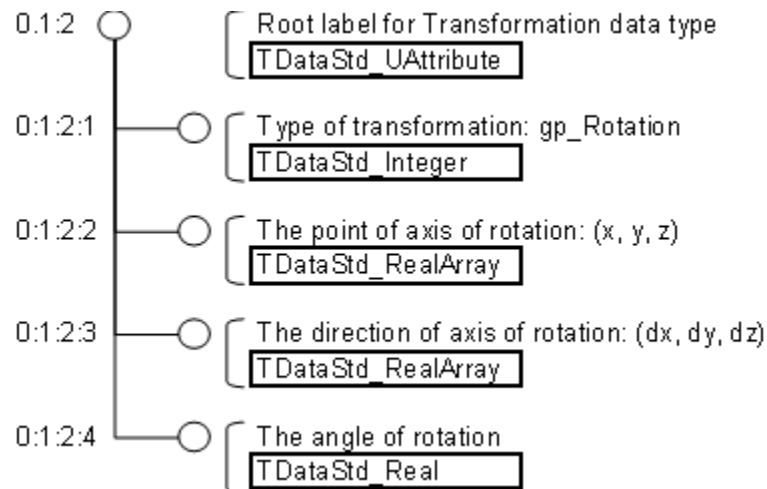 0.1:2
Root label for Transformation data type
TDataStd_UAttribute
0:1:2:1
Type of transformation: gp_Rotation
TDataStd_Integer
0:1:2:2
The point of axis of rotation: (x, y, z)
TDataStd_RealArray
0:1:2:3
The direction of axis of rotation: (dx, dy, dz)
TDataStd_RealArray
0:1:2:4
The angle of rotation
TDataStd_Real